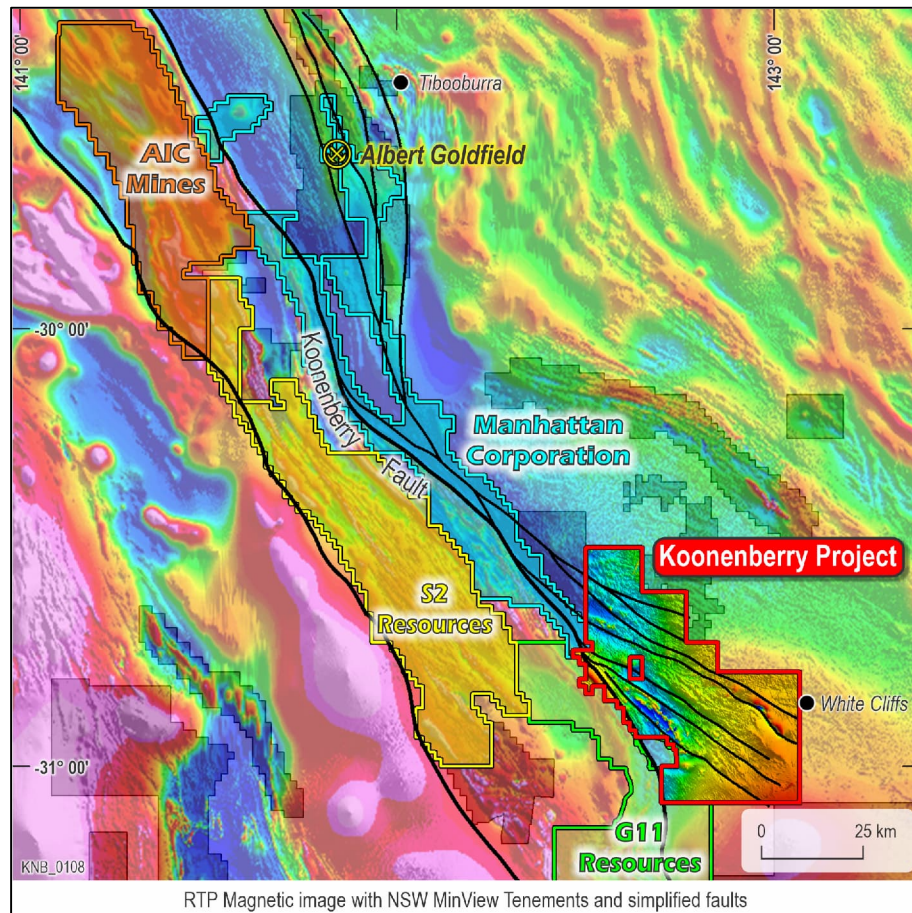 141° 00'
143° 00'
Tibooburra
AIC
Mines
Albert Goldfield
-30° 00'
Koonenberry
Fault
Manhattan
Corporation
Koonenberry Project
S2
Resources
White Cliffs
-31° 00'
G11
Resources
0 25 km
KNB_0108
RTP Magnetic image with NSW MinView Tenements and simplified faults